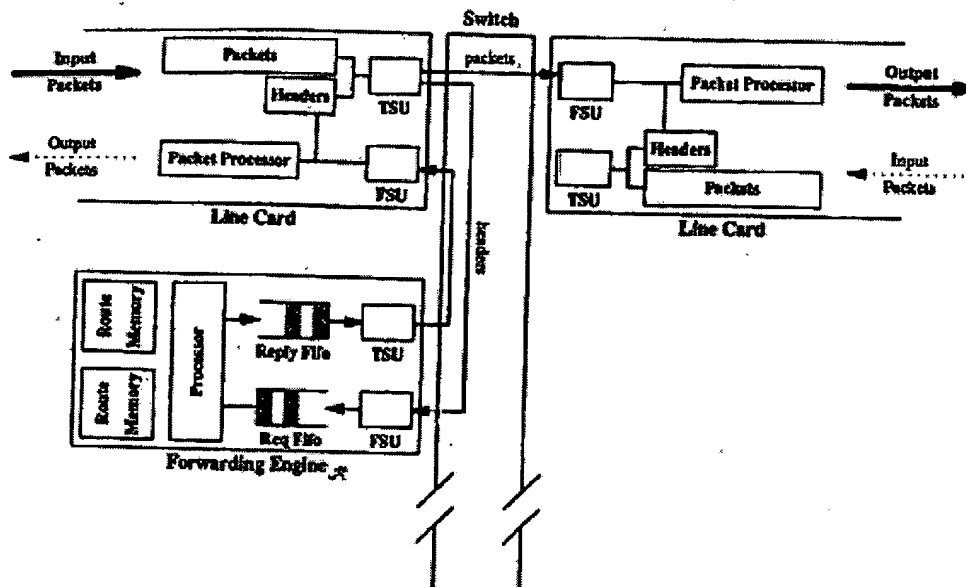 Switch
Input
Packets
Packets
Headers
TSU
packets
FSU
Packet Processor
Output
Packets
Output
Packets
Packet Processor
FSU
Line Card
headers
TSU
Headers
Packets
Input
Packets
Line Card
Route
Memory
Processor
Reply Fifo
TSU
Route
Memory
Req Fifo
FSU
Forwarding Engine